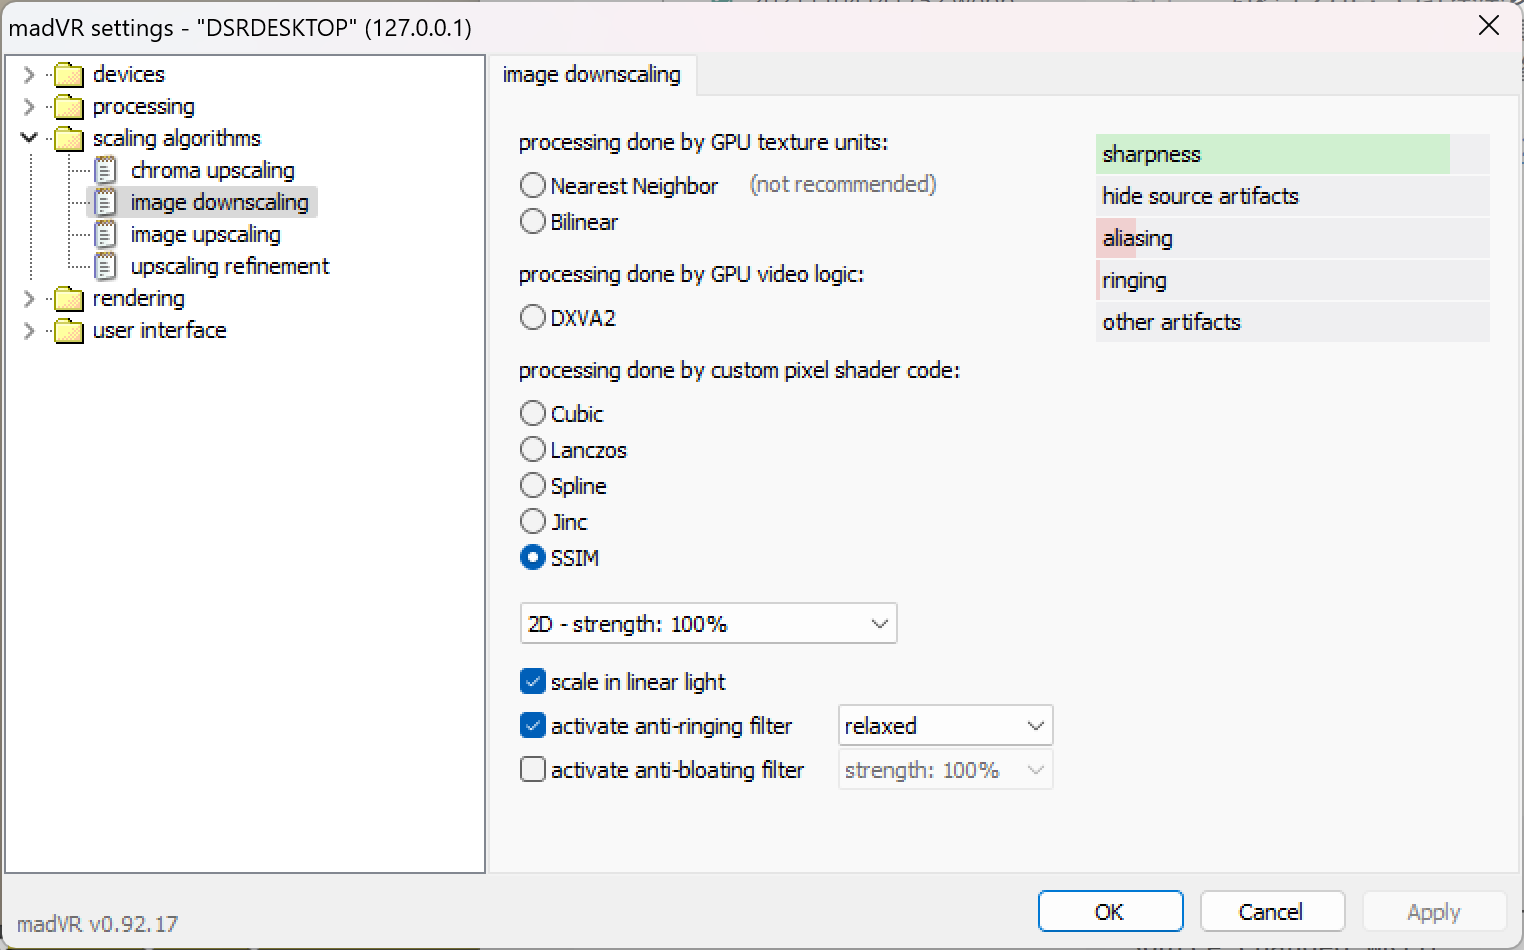 madVR settings - "DSRDESKTOP" (127.0.0.1)
devices
processing
scaling algorithms
chroma upscaling
image downscaling
image upscaling
upscaling refinement
rendering
user interface
image downscaling
processing done by GPU texture units:
Nearest Neighbor (not recommended)
Bilinear
processing done by GPU video logic:
DXVA2
processing done by custom pixel shader code:
Cubic
Lanczos
Spline
Jinc
SSIM
2D - strength: 100%
scale in linear light
activate anti-ringing filter relaxed
activate anti-bloating filter strength: 100%
sharpness
hide source artifacts
aliasing
ringing
other artifacts
madVR v0.92.17
OK Cancel Apply